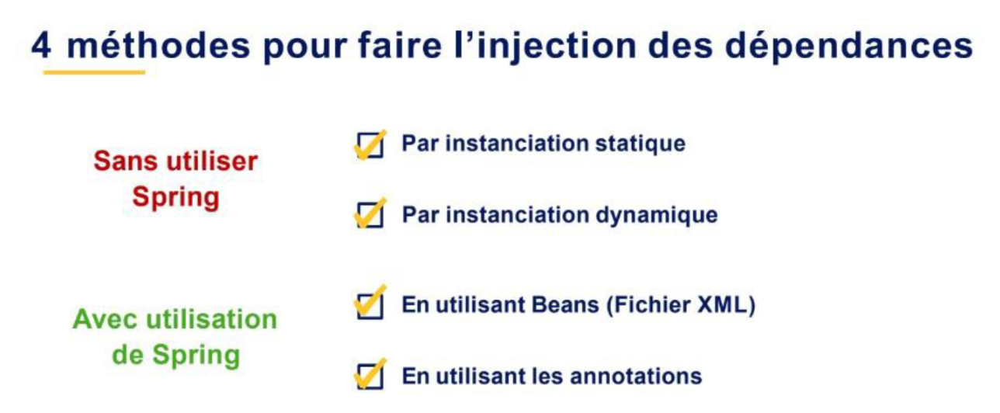 4 méthodes pour faire l’injection des dépendances
Sans utiliser
Spring
Par instanciation statique
Par instanciation dynamique
Avec utilisation
de Spring
En utilisant Beans (Fichier XML)
En utilisant les annotations